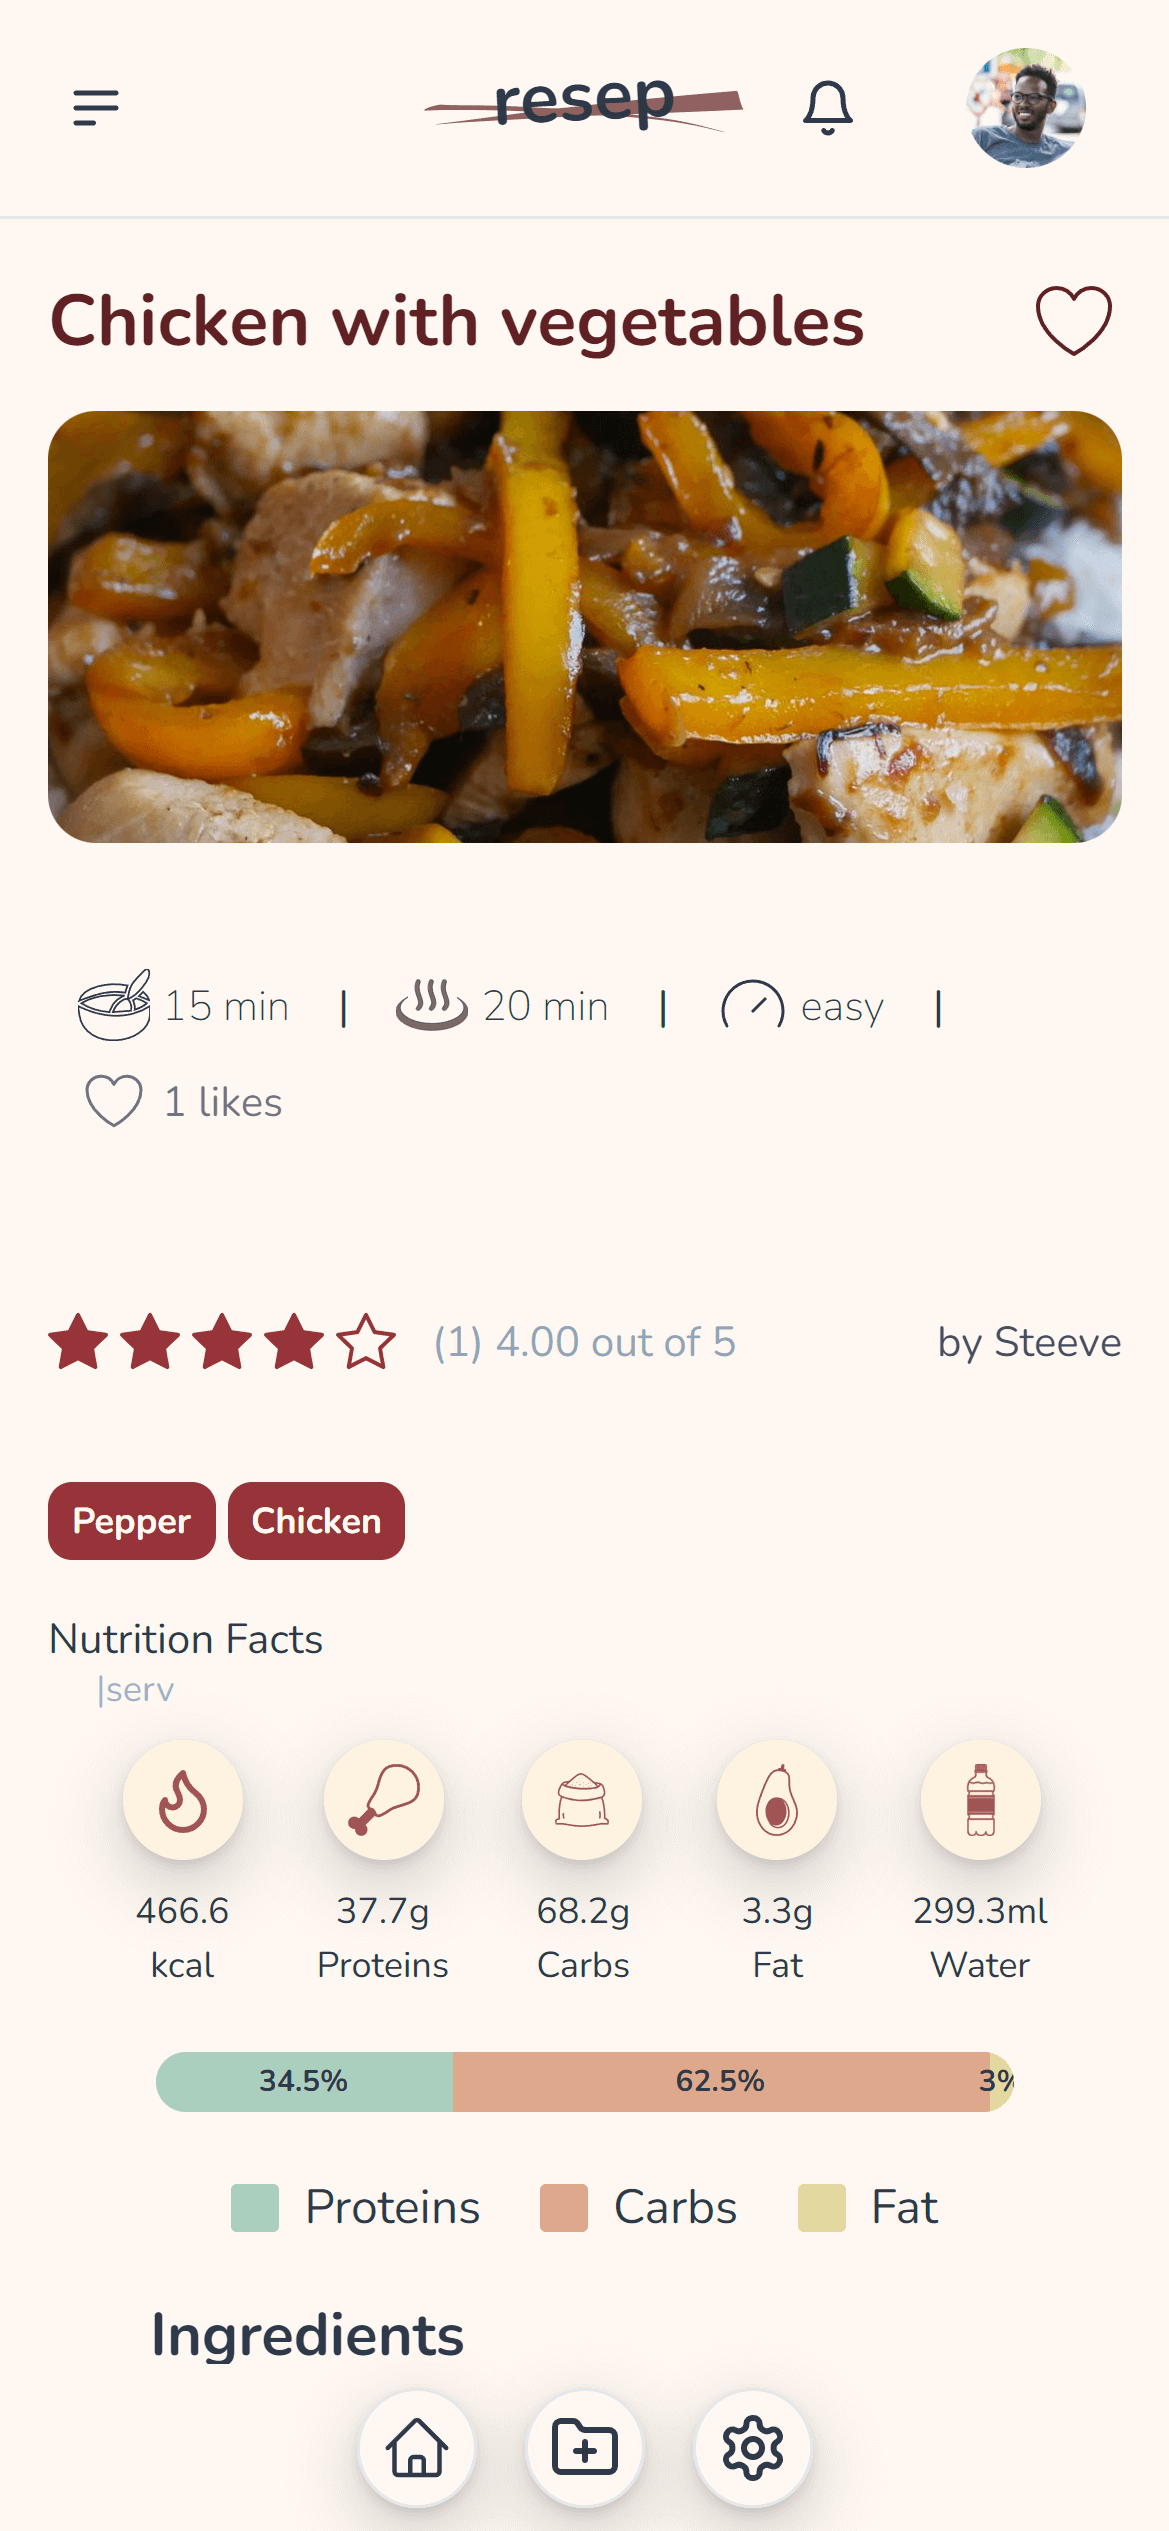 resep
Chicken with vegetables
15 min | 20 min | easy |
1 likes
(1) 4.00 out of 5 by Steeve
Pepper Chicken
Nutrition Facts
|serv
466.6 37.7g 68.2g 3.3g 299.3ml
kcal Proteins Carbs Fat Water
34.5% 62.5% 3%
Proteins Carbs Fat
Ingredients